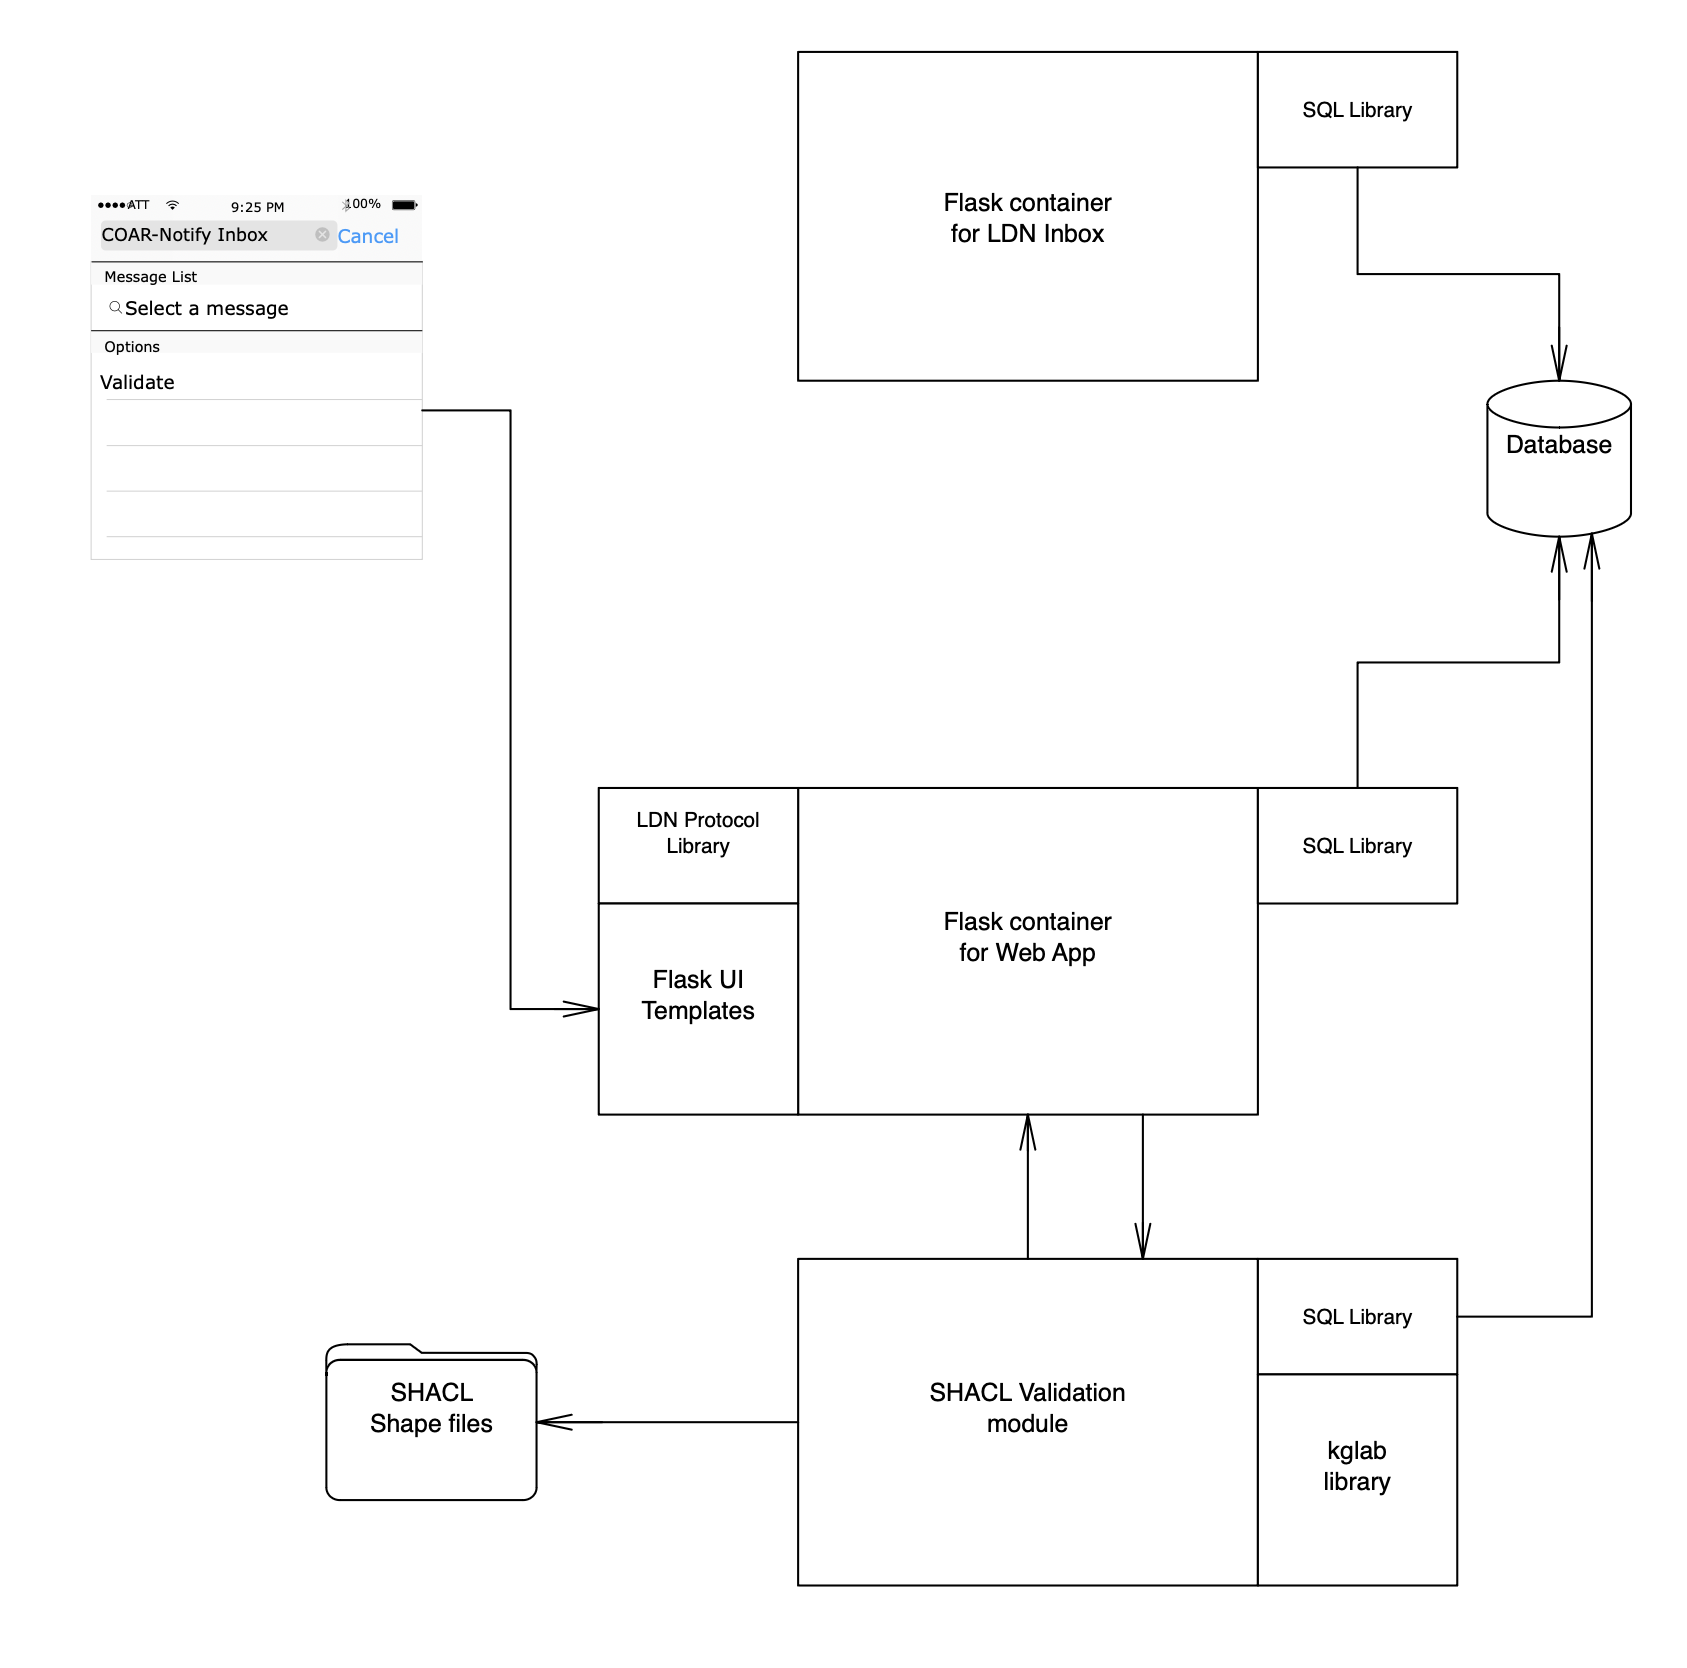 SQL Library
Flask container
for LDN Inbox
●●●●ATT 9:25 PM 100%
COAR-Notify Inbox Cancel
Message List
Select a message
Options
Validate
Database
LDN Protocol
Library
SQL Library
Flask container
for Web App
Flask UI
Templates
SQL Library
SHACL Validation
module
SHACL
Shape files
kglab
library